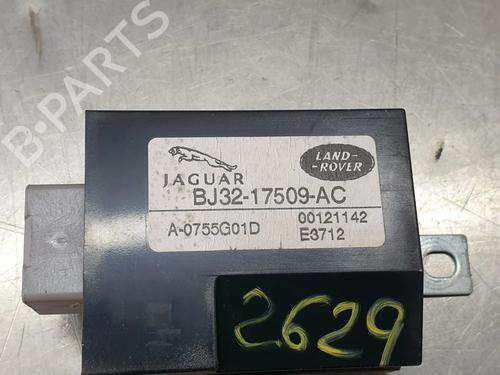 B-PARTS
JAGUAR
LAND-
ROVER
BJ32-17509-AC
A-0755G01D
00121142
E3712
2629